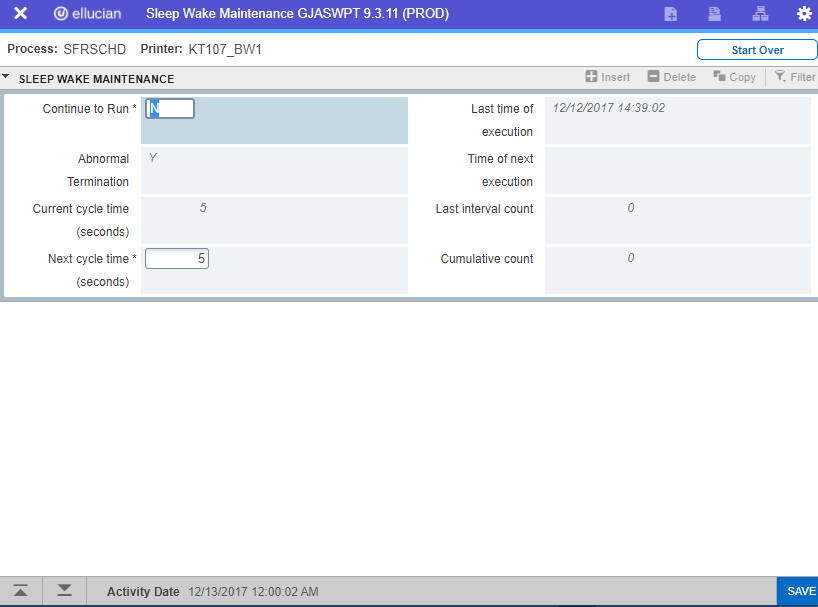 ellucian Sleep Wake Maintenance GJASWPT 9.3.11 (PROD)
Process: SFRSCHD Printer: KT107_BW1 Start Over
SLEEP WAKE MAINTENANCE Insert Delete Copy Filter
Continue to Run * N Last time of execution 12/12/2017 14:39:02
Abnormal Termination Y Time of next execution
Current cycle time (seconds) 5 Last interval count 0
Next cycle time * (seconds) 5 Cumulative count 0
Activity Date 12/13/2017 12:00:02 AM SAVE